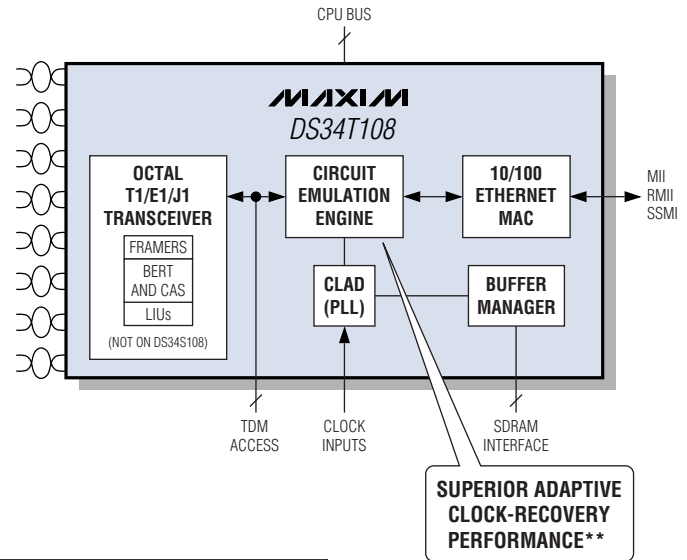 CPU BUS
MAXIM
DS34T108
OCTAL
T1/E1/J1
TRANSCEIVER
FRAMERS
BERT
AND CAS
LIUs
(NOT ON DS34S108)
CIRCUIT
EMULATION
ENGINE
10/100
ETHERNET
MAC
MII
RMII
SSMI
CLAD
(PLL)
BUFFER
MANAGER
TDM
ACCESS
CLOCK
INPUTS
SDRAM
INTERFACE
SUPERIOR ADAPTIVE
CLOCK-RECOVERY
PERFORMANCE**